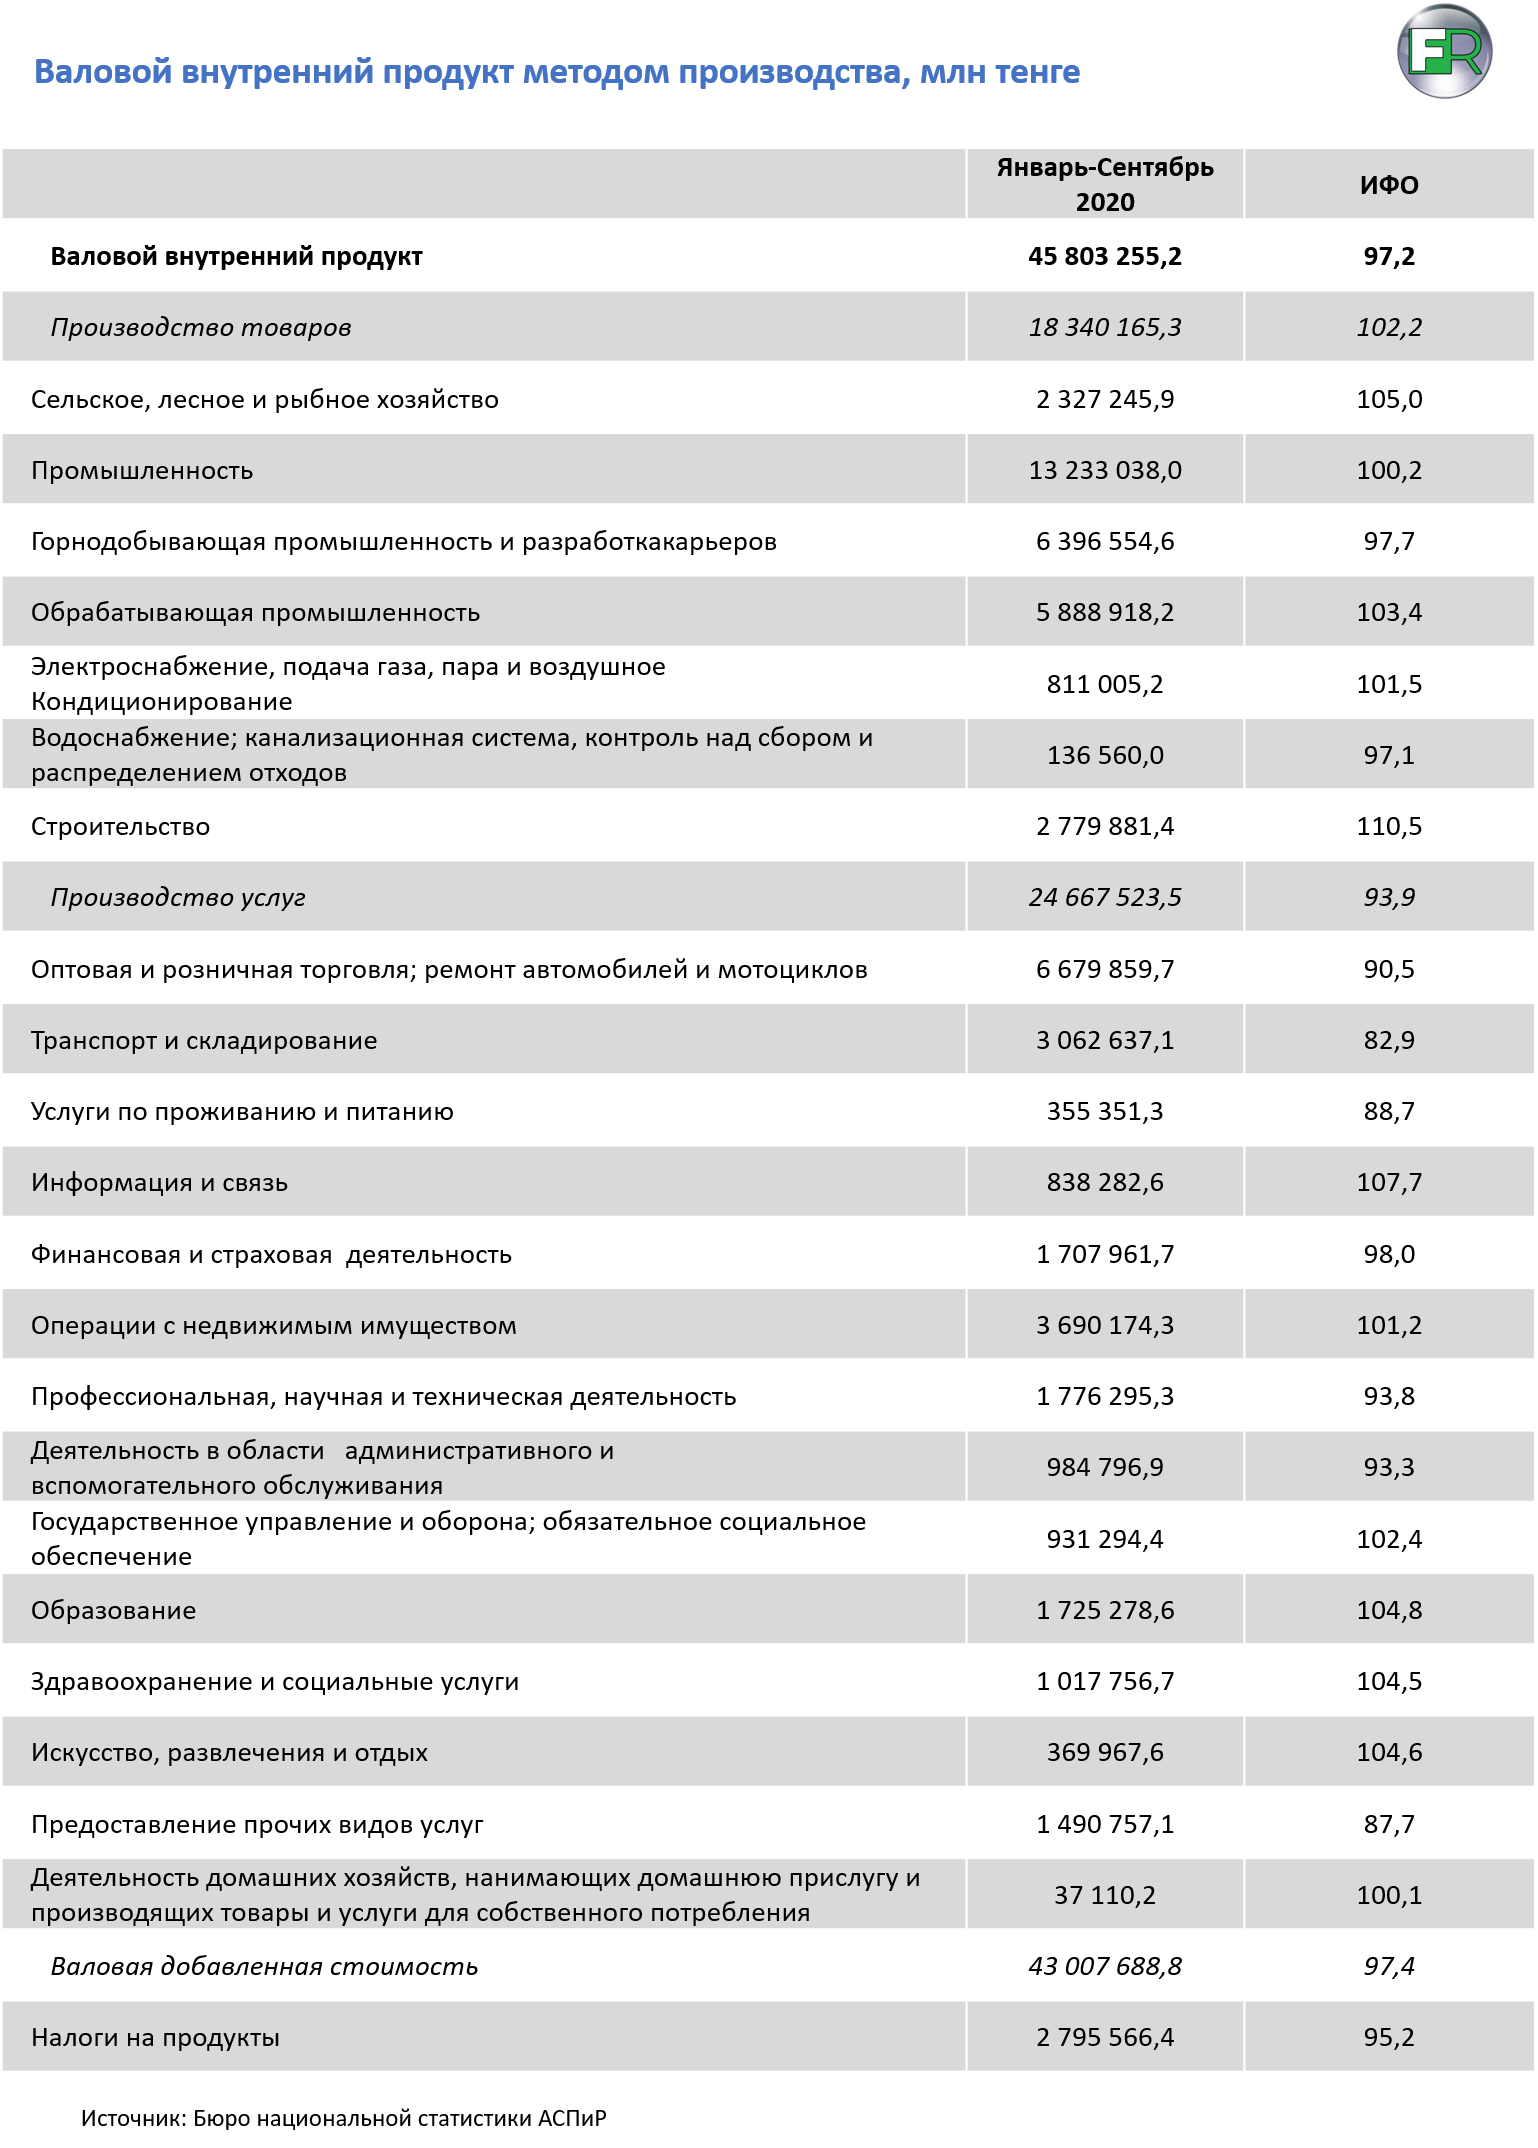 Валовой внутренний продукт методом производства, млн тенге
FR
Январь-Сентябрь
2020
ИФО
Валовой внутренний продукт 45 803 255,2 97,2
Производство товаров 18 340 165,3 102,2
Сельское, лесное и рыбное хозяйство 2 327 245,9 105,0
Промышленность 13 233 038,0 100,2
Горнодобывающая промышленность и разработкакарьеров 6 396 554,6 97,7
Обрабатывающая промышленность 5 888 918,2 103,4
Электроснабжение, подача газа, пара и воздушное
Кондиционирование 811 005,2 101,5
Водоснабжение; канализационная система, контроль над сбором и
распределением отходов 136 560,0 97,1
Строительство 2 779 881,4 110,5
Производство услуг 24 667 523,5 93,9
Оптовая и розничная торговля; ремонт автомобилей и мотоциклов 6 679 859,7 90,5
Транспорт и складирование 3 062 637,1 82,9
Услуги по проживанию и питанию 355 351,3 88,7
Информация и связь 838 282,6 107,7
Финансовая и страховая деятельность 1 707 961,7 98,0
Операции с недвижимым имуществом 3 690 174,3 101,2
Профессиональная, научная и техническая деятельность 1 776 295,3 93,8
Деятельность в области административного и
вспомогательного обслуживания 984 796,9 93,3
Государственное управление и оборона; обязательное социальное
обеспечение 931 294,4 102,4
Образование 1 725 278,6 104,8
Здравоохранение и социальные услуги 1 017 756,7 104,5
Искусство, развлечения и отдых 369 967,6 104,6
Предоставление прочих видов услуг 1 490 757,1 87,7
Деятельность домашних хозяйств, нанимающих домашнюю прислугу и
производящих товары и услуги для собственного потребления 37 110,2 100,1
Валовая добавленная стоимость 43 007 688,8 97,4
Налоги на продукты 2 795 566,4 95,2
Источник: Бюро национальной статистики АСПиР